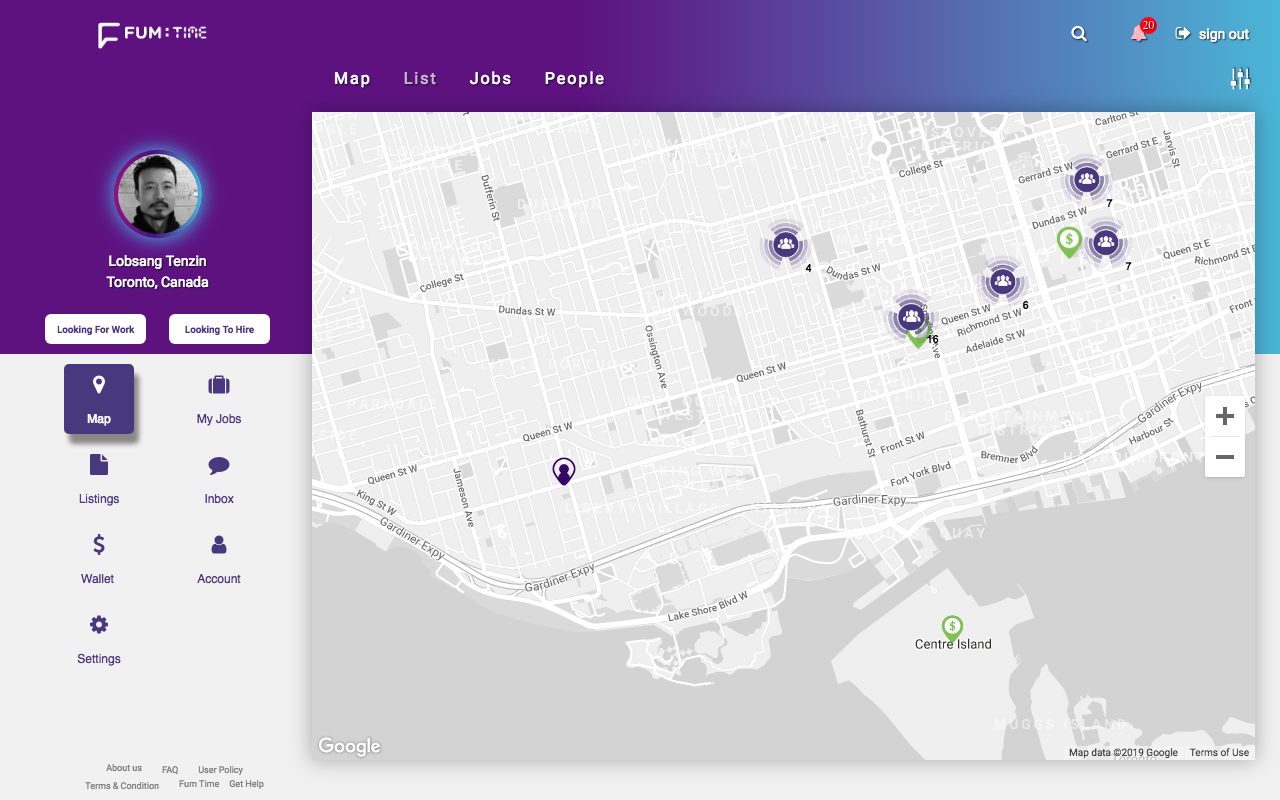 FUM:TIME
20
sign out
Map
List
Jobs
People
Lobsang Tenzin
Toronto, Canada
Looking For Work
Looking To Hire
Map
My Jobs
Listings
Inbox
Wallet
Account
Settings
About us
FAQ
User Policy
Terms & Condition
Fum Time
Get Help
Carlton St
Gerrard St E
Jarvis St
College St
Gerrard St W
7
Dufferin St
Dundas St W
Queen St E
Richmond St E
4
Dundas St W
7
College St
Front
6
Dundas St W
Queen St W
Richmond St W
16
Ave
Adelaide St W
Ossington Ave
Queen St W
Gardiner Expy
Bathurst St
Queen St W
Front St W
Harbour St
Bremner Blvd
Queen St W
Fort York Blvd
Jameson Ave
King St W
Gardiner Expy
Gardiner Expy
QUAY
Gardiner Expy
Lake Shore Blvd W
Centre Island
MUGGS ISLAND
Google
Map data ©2019 Google
Terms of Use